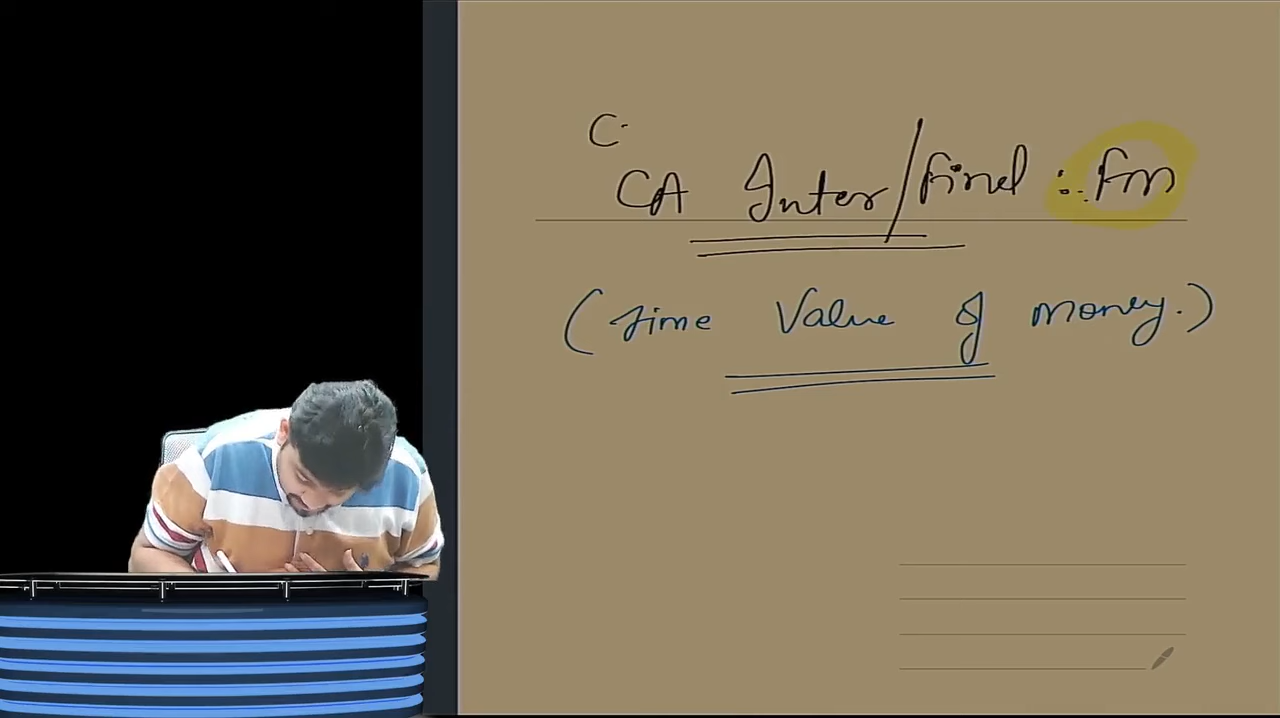 C.
CA Inter/Final : Fm
(Time Value of money.)